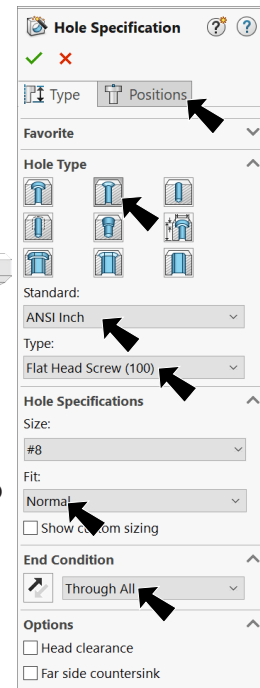 Hole Specification
Type Positions
Favorite
Hole Type
Standard:
ANSI Inch
Type:
Flat Head Screw (100)
Hole Specifications
Size:
#8
Fit:
Normal
Show custom sizing
End Condition
Through All
Options
Head clearance
Far side countersink